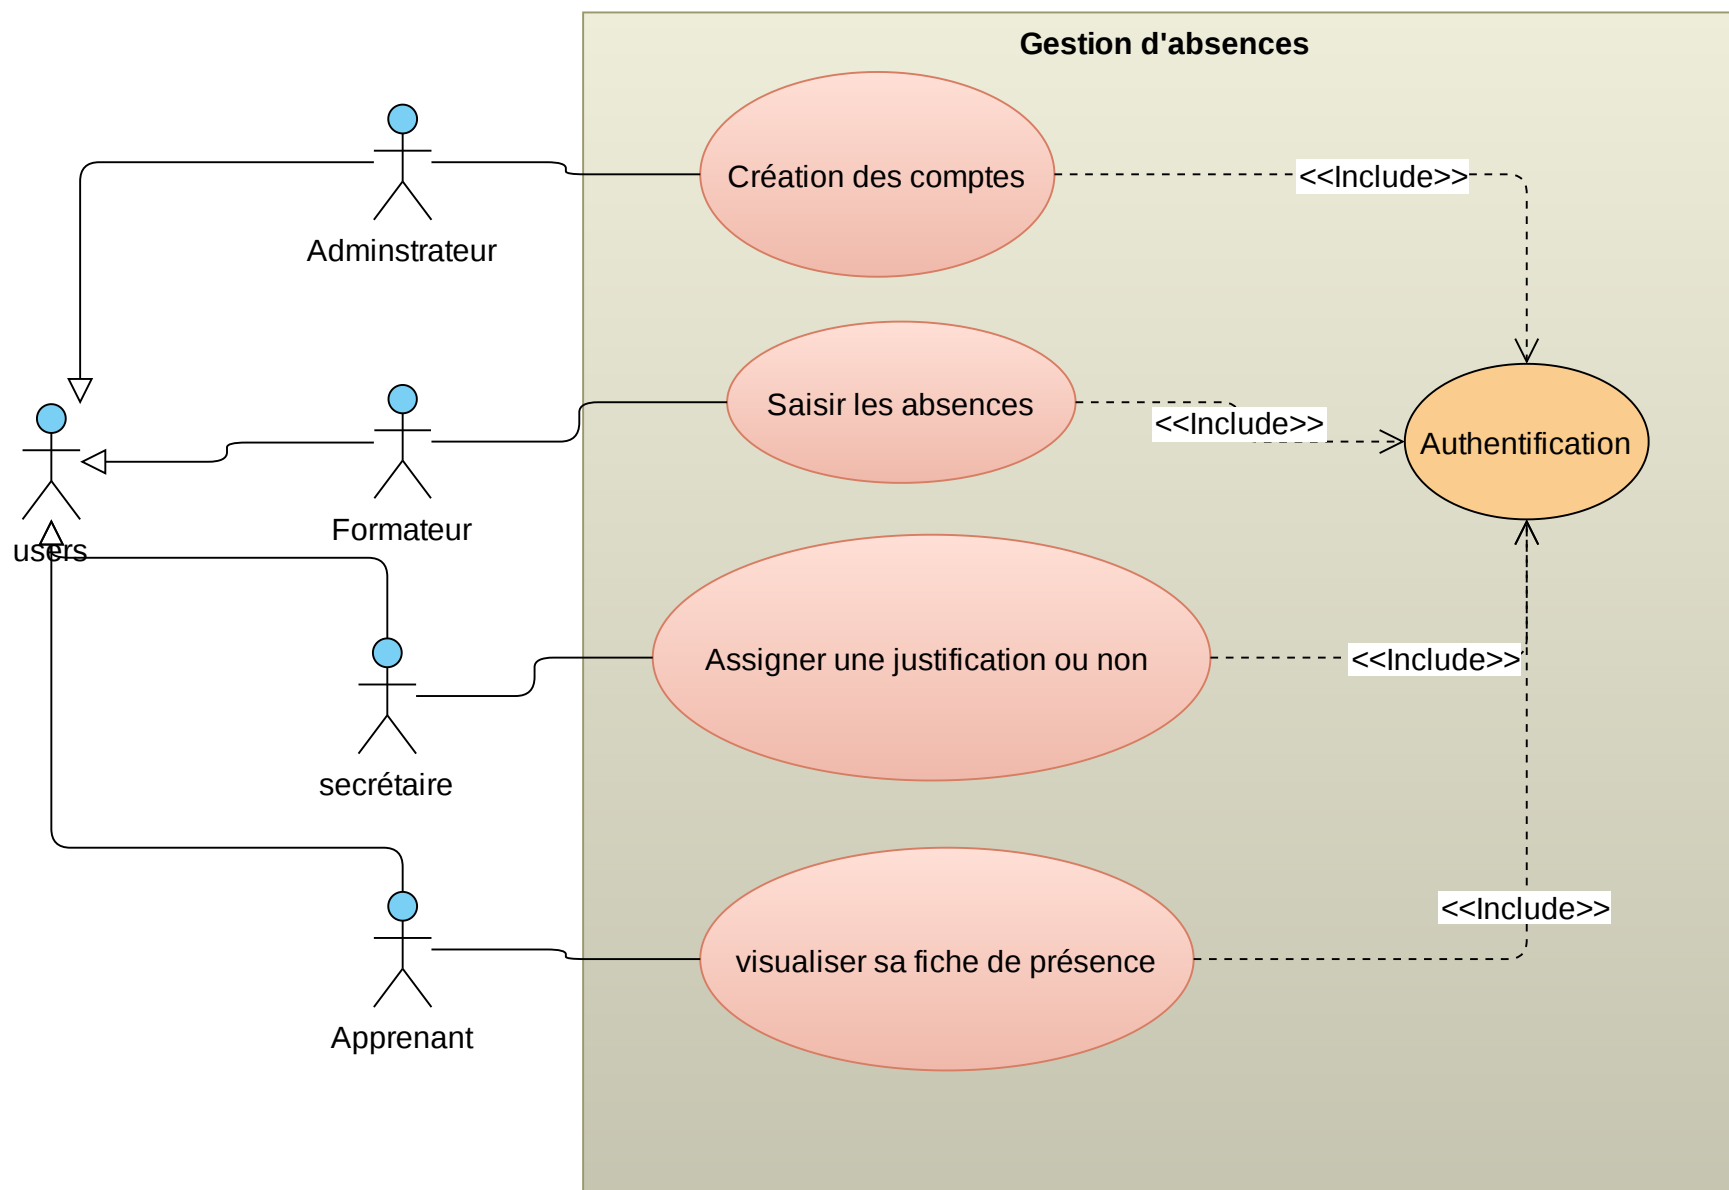 Gestion d'absences
Création des comptes
<<Include>>
Adminstrateur
Saisir les absences
<<Include>>
Authentification
Formateur
users
Assigner une justification ou non
<<Include>>
secrétaire
<<Include>>
visualiser sa fiche de présence
Apprenant